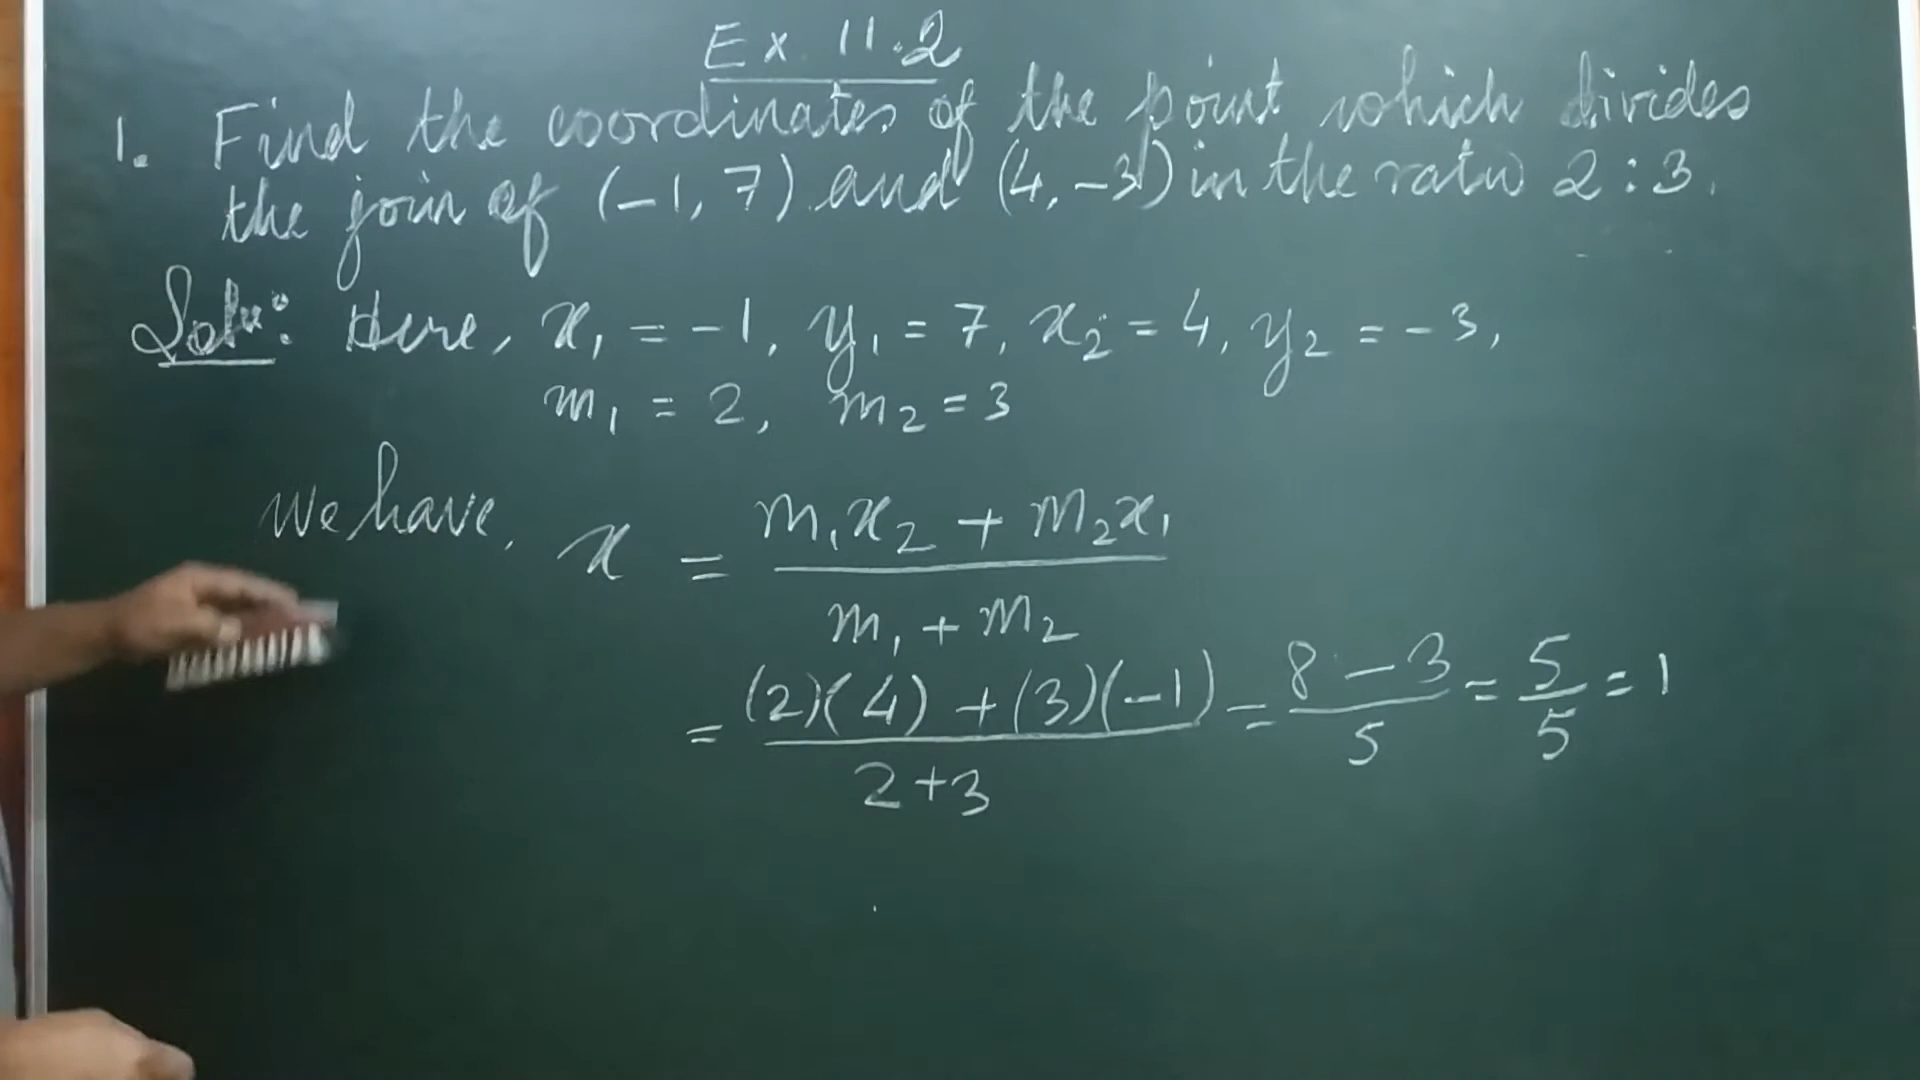 Ex. 11.2
1. Find the coordinates of the point which divides
the join of (-1, 7) and (4, -3) in the ratio 2 : 3.
Soln: Here, x₁ = -1, y₁ = 7, x₂ = 4, y₂ = -3,
m₁ = 2, m₂ = 3
We have, x = (m₁x₂ + m₂x₁)/(m₁ + m₂)
= ((2)(4) + (3)(-1))/(2+3) = (8 - 3)/5 = 5/5 = 1